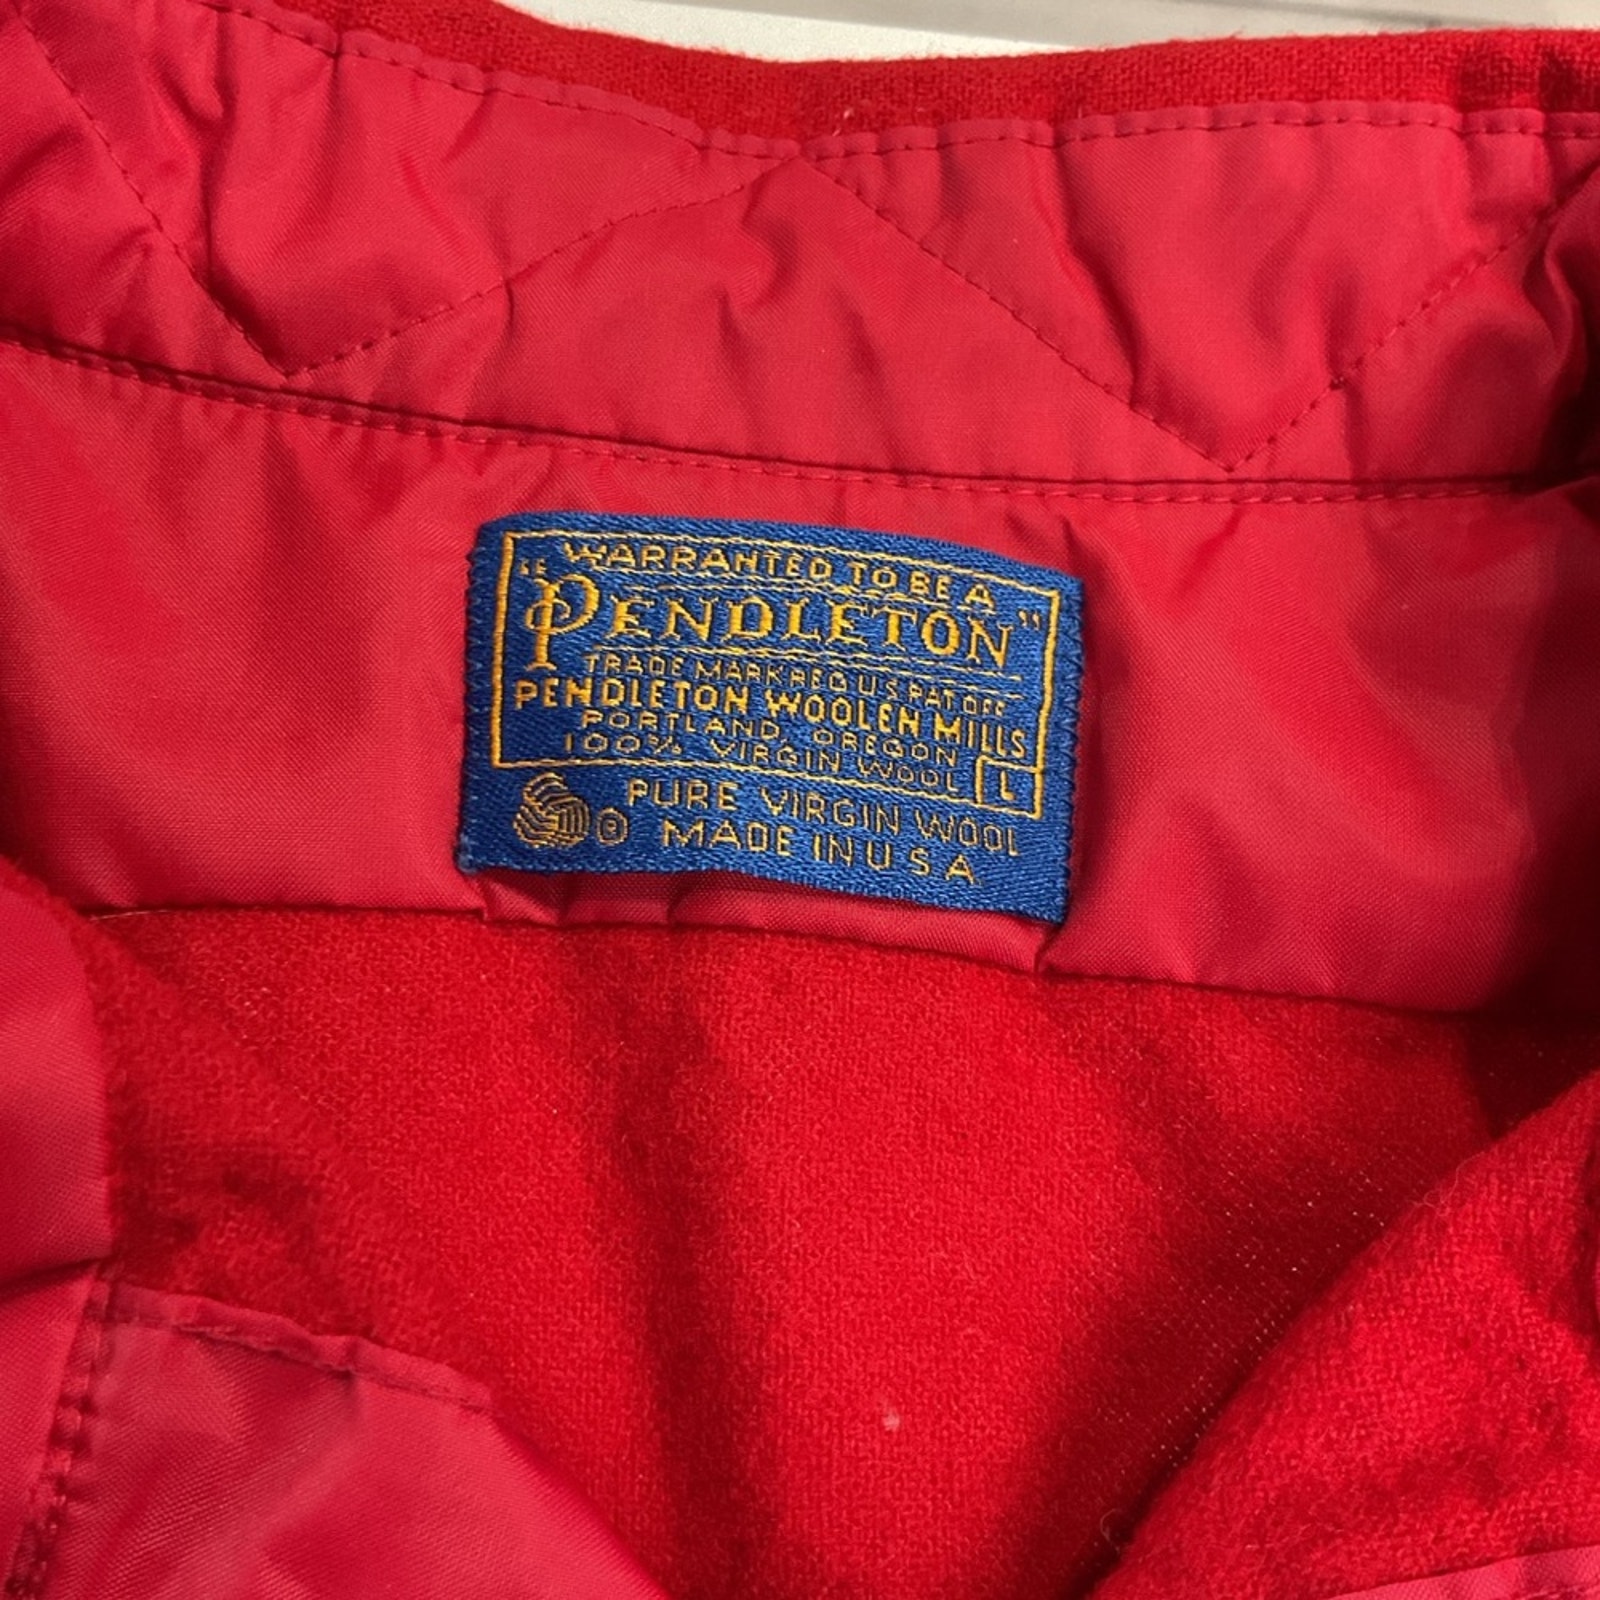 WARRANTED TO BE A
"PENDLETON"
TRADE MARK REG U.S. PAT. OFF.
PENDLETON WOOLEN MILLS
PORTLAND, OREGON
100% VIRGIN WOOL L
PURE VIRGIN WOOL
® MADE IN U S A